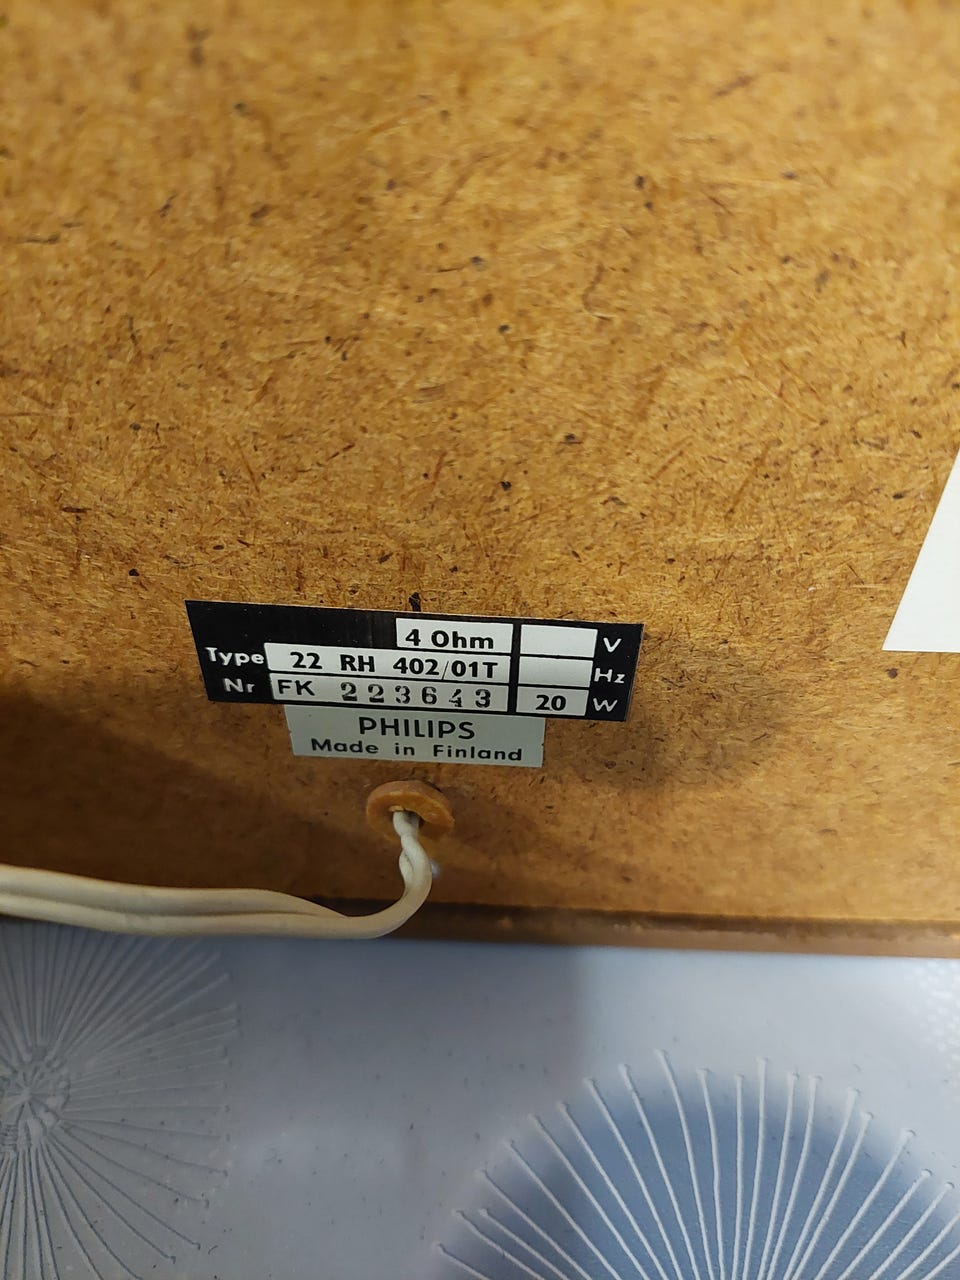 4 Ohm V
Type 22 RH 402/01T Hz
Nr FK 223643 20 W
PHILIPS
Made in Finland